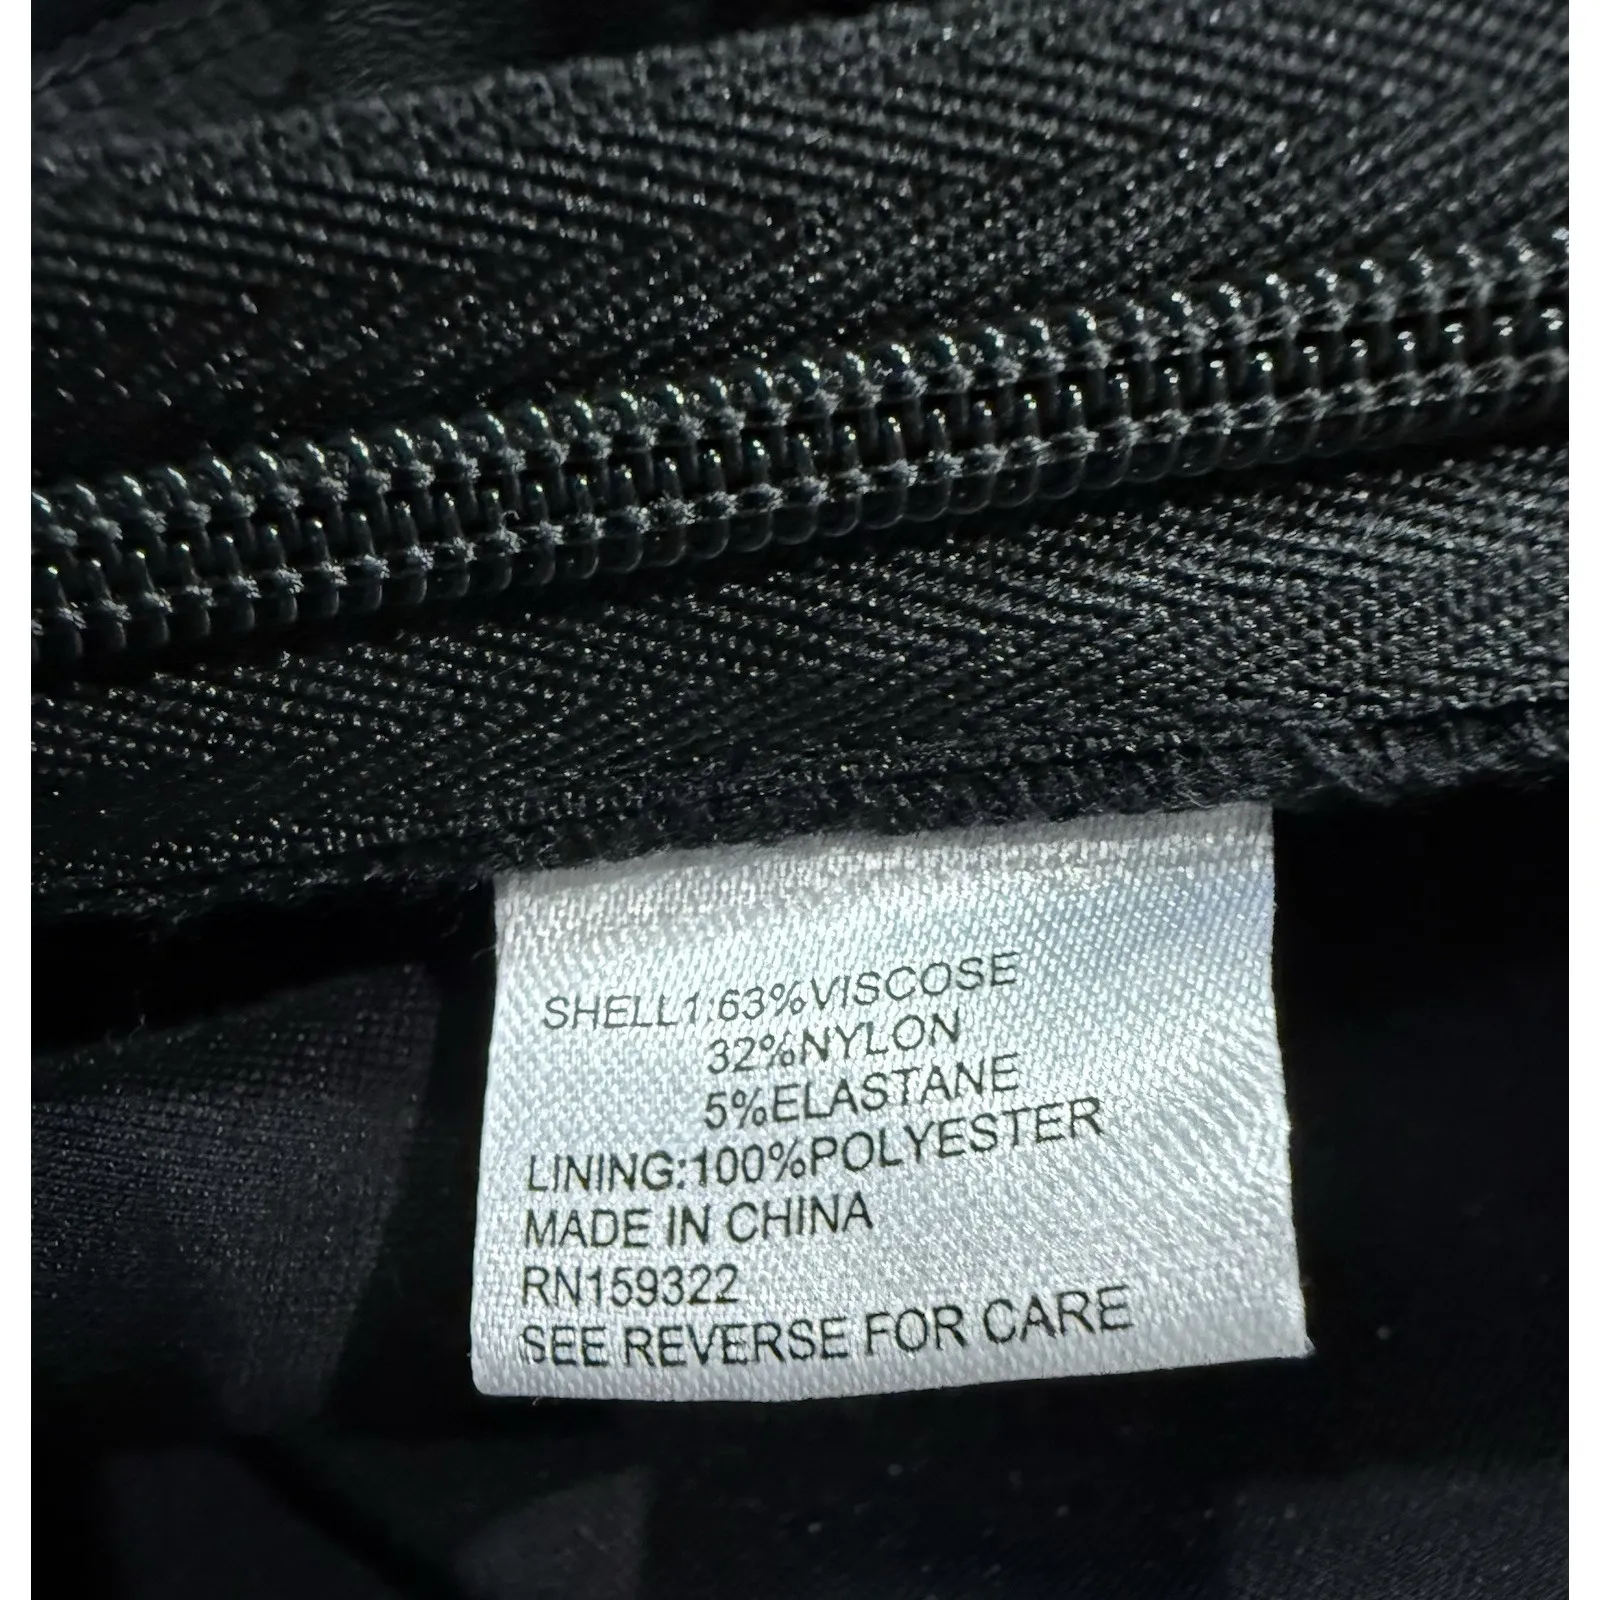 SHELL1:63%VISCOSE
32%NYLON
5%ELASTANE
LINING:100%POLYESTER
MADE IN CHINA
RN159322
SEE REVERSE FOR CARE